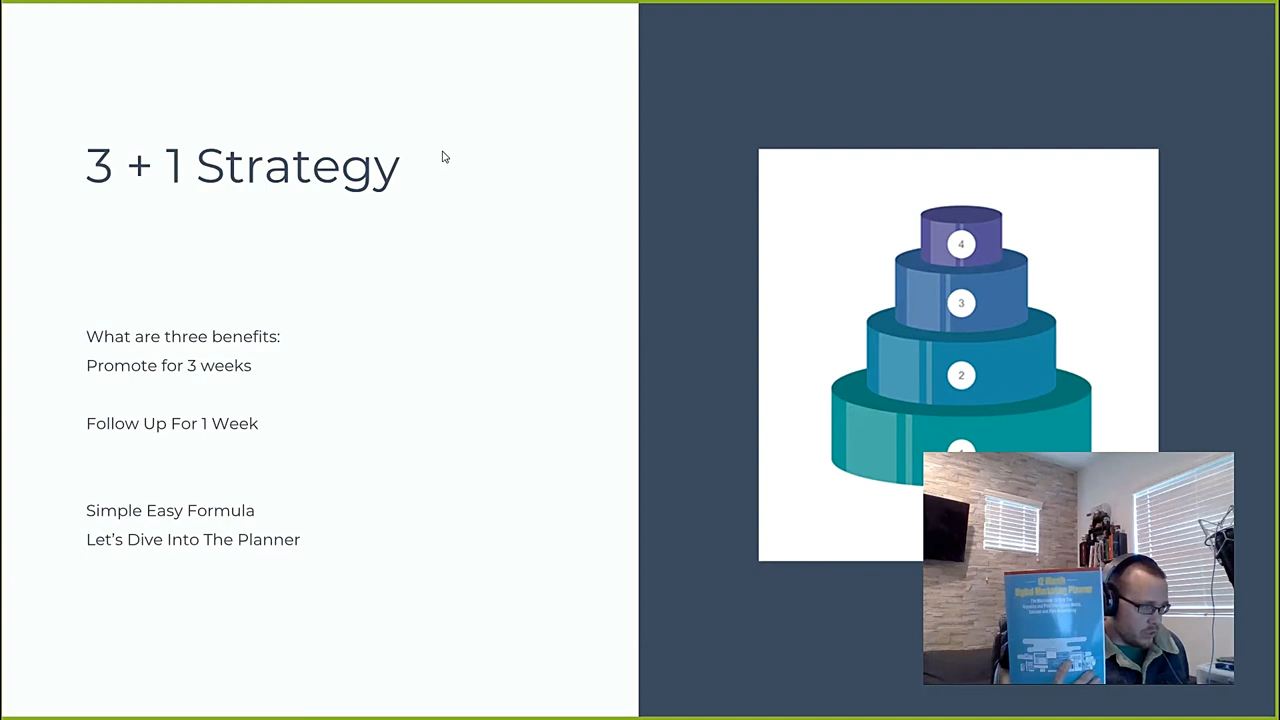 3 + 1 Strategy
What are three benefits:
Promote for 3 weeks
Follow Up For 1 Week
Simple Easy Formula
Let's Dive Into The Planner
4
3
2
12 Month
Digital Marketing Planner